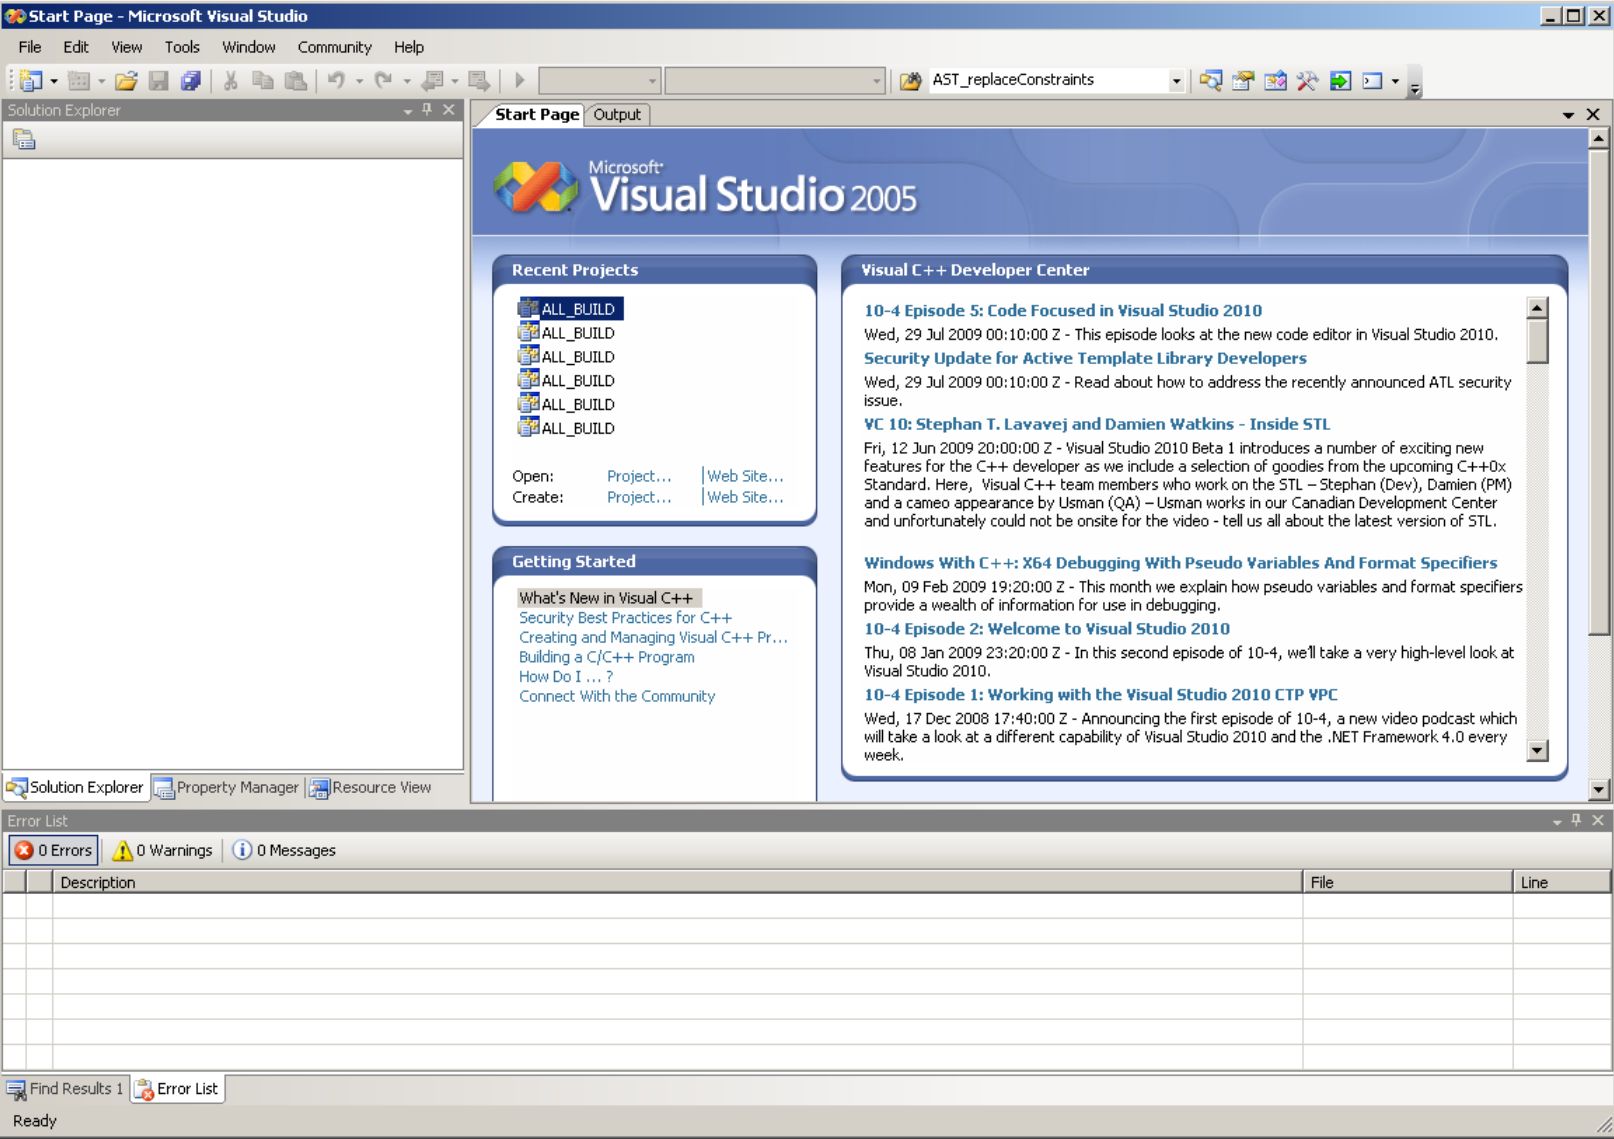 Start Page - Microsoft Visual Studio
File Edit View Tools Window Community Help
AST_replaceConstraints
Solution Explorer
Start Page Output
Microsoft
Visual Studio 2005
Recent Projects
ALL_BUILD
ALL_BUILD
ALL_BUILD
ALL_BUILD
ALL_BUILD
ALL_BUILD
Open: Project... Web Site...
Create: Project... Web Site...
Getting Started
What's New in Visual C++
Security Best Practices for C++
Creating and Managing Visual C++ Pr...
Building a C/C++ Program
How Do I ... ?
Connect With the Community
Visual C++ Developer Center
10-4 Episode 5: Code Focused in Visual Studio 2010
Wed, 29 Jul 2009 00:10:00 Z - This episode looks at the new code editor in Visual Studio 2010.
Security Update for Active Template Library Developers
Wed, 29 Jul 2009 00:10:00 Z - Read about how to address the recently announced ATL security
issue.
VC 10: Stephan T. Lavavej and Damien Watkins - Inside STL
Fri, 12 Jun 2009 20:00:00 Z - Visual Studio 2010 Beta 1 introduces a number of exciting new
features for the C++ developer as we include a selection of goodies from the upcoming C++0x
Standard. Here, Visual C++ team members who work on the STL – Stephan (Dev), Damien (PM)
and a cameo appearance by Usman (QA) – Usman works in our Canadian Development Center
and unfortunately could not be onsite for the video - tell us all about the latest version of STL.
Windows With C++: X64 Debugging With Pseudo Variables And Format Specifiers
Mon, 09 Feb 2009 19:20:00 Z - This month we explain how pseudo variables and format specifiers
provide a wealth of information for use in debugging.
10-4 Episode 2: Welcome to Visual Studio 2010
Thu, 08 Jan 2009 23:20:00 Z - In this second episode of 10-4, we'll take a very high-level look at
Visual Studio 2010.
10-4 Episode 1: Working with the Visual Studio 2010 CTP VPC
Wed, 17 Dec 2008 17:40:00 Z - Announcing the first episode of 10-4, a new video podcast which
will take a look at a different capability of Visual Studio 2010 and the .NET Framework 4.0 every
week.
Solution Explorer Property Manager Resource View
Error List
0 Errors 0 Warnings 0 Messages
Description File Line
Find Results 1 Error List
Ready